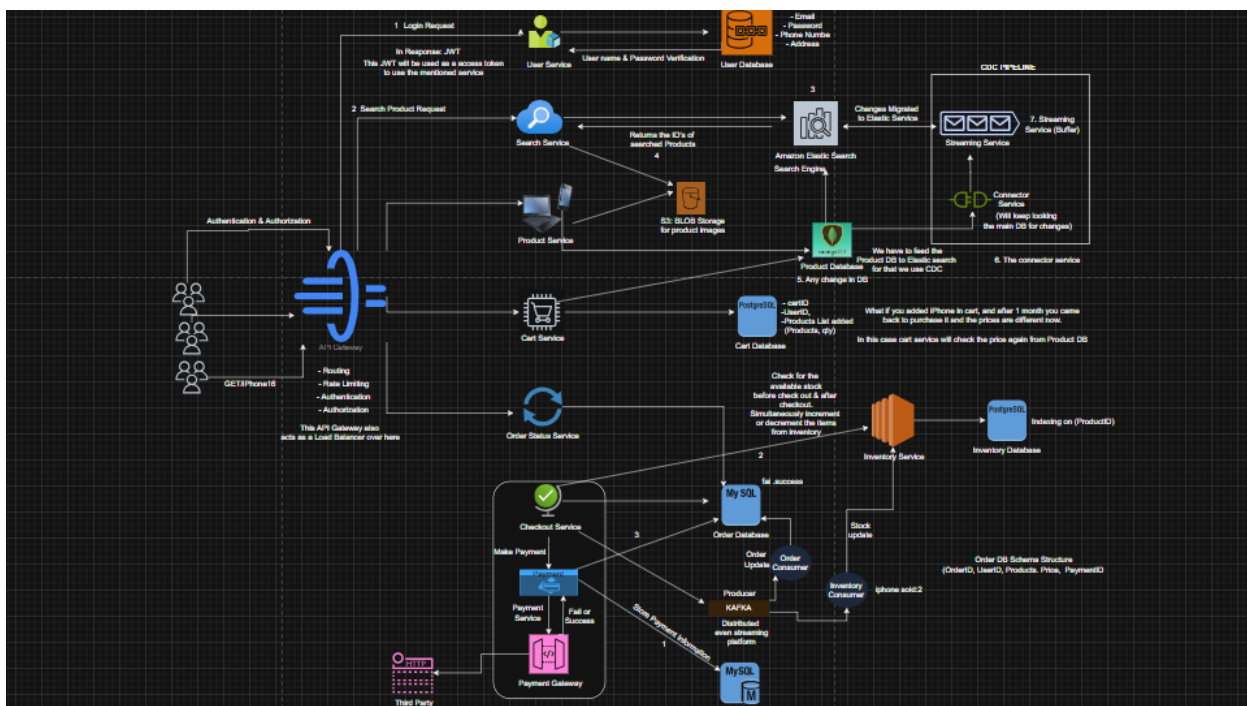 1 Login Request
In Response: JWT
This JWT will be used as a access token
to use the mentioned service
User Service
User name & Password Verification
User Database
- Email
- Password
- Phone Numbe
- Address
CDC PIPELINE
2 Search Product Request
Search Service
Returns the ID's of
searched Products
4
3
Amazon Elastic Search
Search Engine
Changes Migrated
to Elastic Service
Streaming Service
7. Streaming
Service (Buffer)
Connector
Service
(Will keep looking
the main DB for changes)
6. The connector service
Authentication & Authorization
Product Service
S3: BLOB Storage
for product images
Product Database
We have to feed the
Product DB to Elastic search
for that we use CDC
5. Any change in DB
API Gateway
- Routing
- Rate Limiting
- Authentication
- Authorization
This API Gateway also
acts as a Load Balancer over here
GET/iPhone16
Cart Service
PostgreSQL
Cart Database
- cartID
-UserID,
-Products List added
(Products, qty)
What if you added iPhone in cart, and after 1 month you came
back to purchase it and the prices are different now.
In this case cart service will check the price again from Product DB
Order Status Service
Check for the
available stock
before check out & after
checkout.
Simultaneously increment
or decrement the items
from inventory
2
Inventory Service
PostgreSQL
Inventory Database
Indexing on (ProductID)
Checkout Service
My SQL
Order Database
3
Make Payment
Payment
Service
Fail or
Success
Payment Gateway
HTTP
Third Party
Store Payment Information
1
MySQL
M
Order
Update
Order
Consumer
Producer
KAFKA
Distributed
even streaming
platform
Stock
update
Inventory
Consumer
iphone sold:2
Order DB Schema Structure
(OrderID, UserID, Products. Price, PaymentID